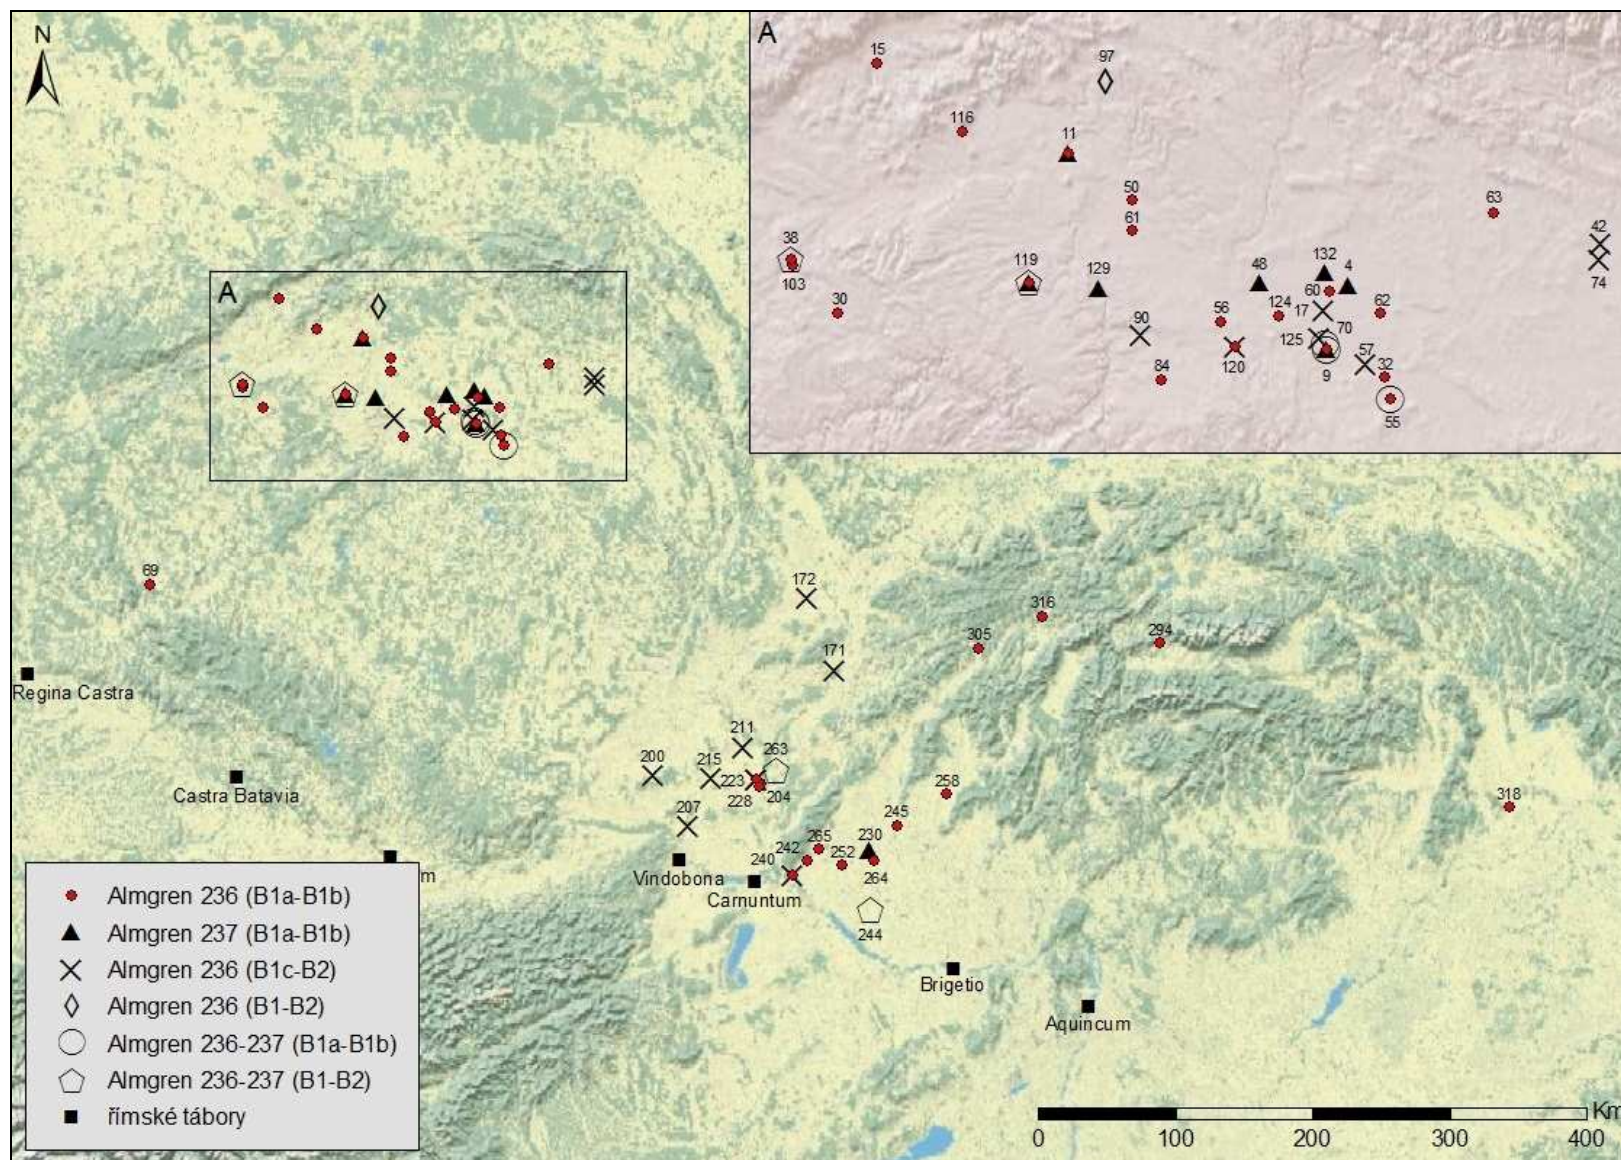 N
A
15
97
116
11
50
61
63
38
103
119
129
48
132
4
42
74
30
60
17
124
56
62
90
125
70
57
120
9
32
84
55
A
69
172
171
316
305
294
Regina Castra
211
263
200
215
223
228
204
Castra Batavia
258
318
207
245
265
230
242
240
252
264
Vindobona
Carnuntum
244
m
Brigetio
Aquincum
Almgren 236 (B1a-B1b)
Almgren 237 (B1a-B1b)
Almgren 236 (B1c-B2)
Almgren 236 (B1-B2)
Almgren 236-237 (B1a-B1b)
Almgren 236-237 (B1-B2)
římské tábory
Km
0 100 200 300 400